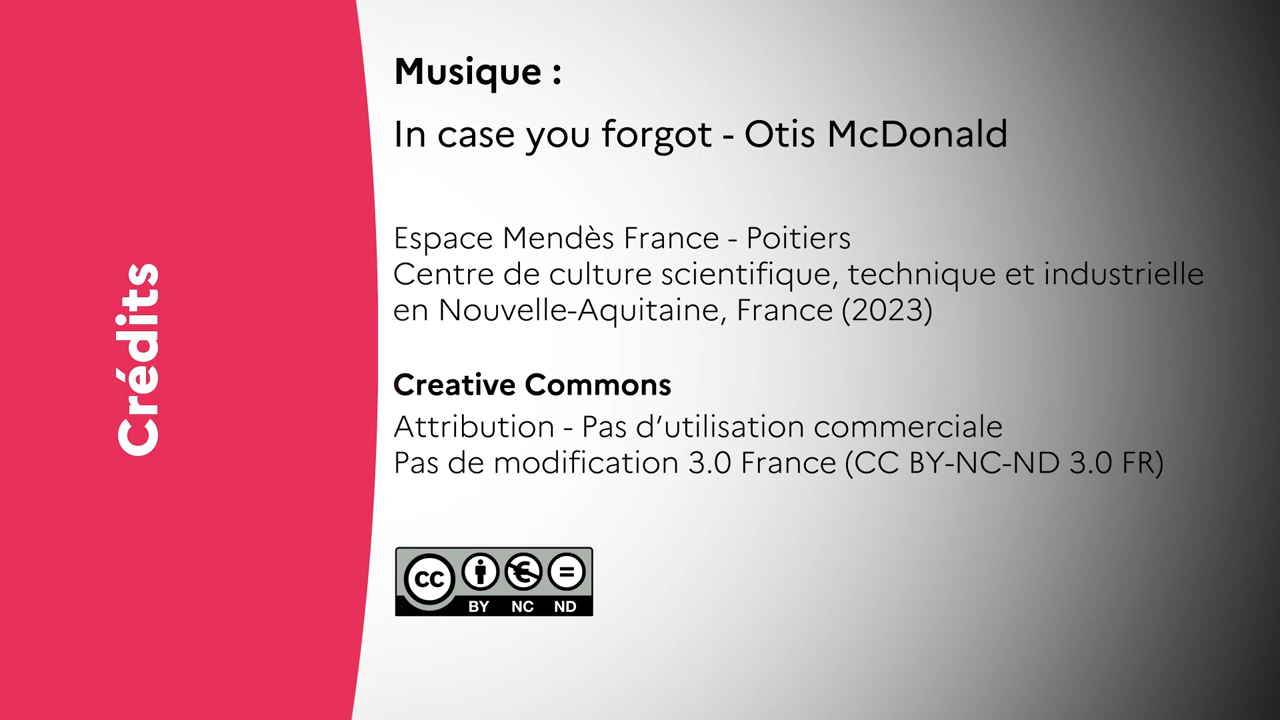 Crédits
Musique :
In case you forgot - Otis McDonald
Espace Mendès France - Poitiers
Centre de culture scientifique, technique et industrielle
en Nouvelle-Aquitaine, France (2023)
Creative Commons
Attribution - Pas d’utilisation commerciale
Pas de modification 3.0 France (CC BY-NC-ND 3.0 FR)
cc
BY NC ND